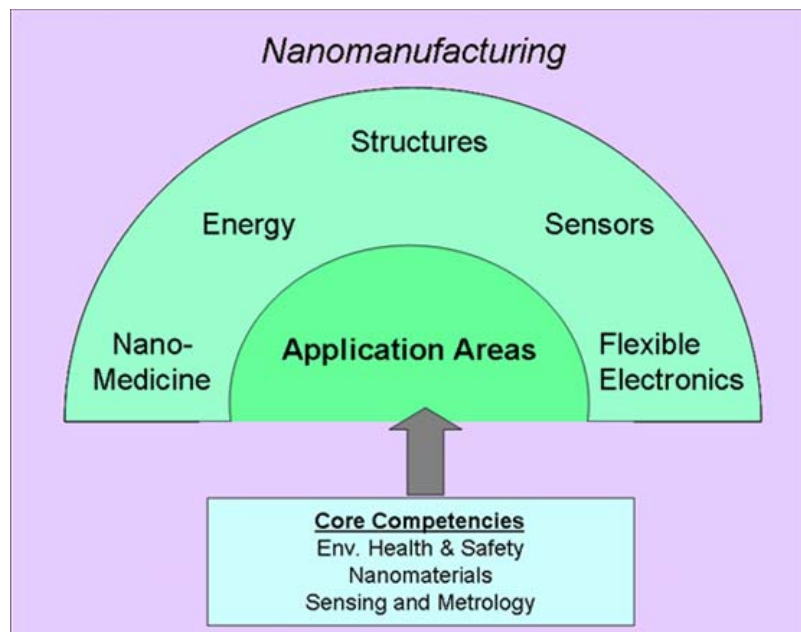 Nanomanufacturing
Structures
Energy
Sensors
Nano-
Medicine
Application Areas
Flexible
Electronics
Core Competencies
Env. Health & Safety
Nanomaterials
Sensing and Metrology